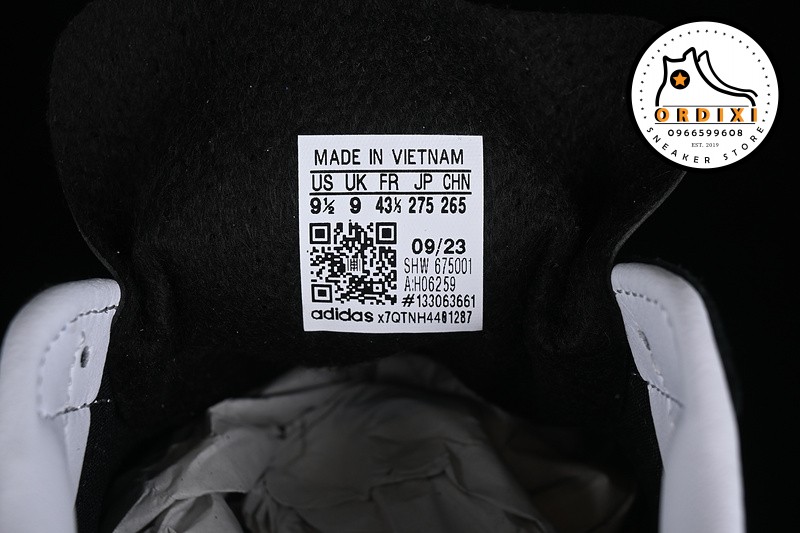 MADE IN VIETNAM
US UK FR JP CHN
9½ 9 43⅓ 275 265
09/23
SHW 675001
A:H06259
#133063661
adidas x7QTNH4481287
ORDIXI
0966599608
EST. 2019
SNEAKER STORE